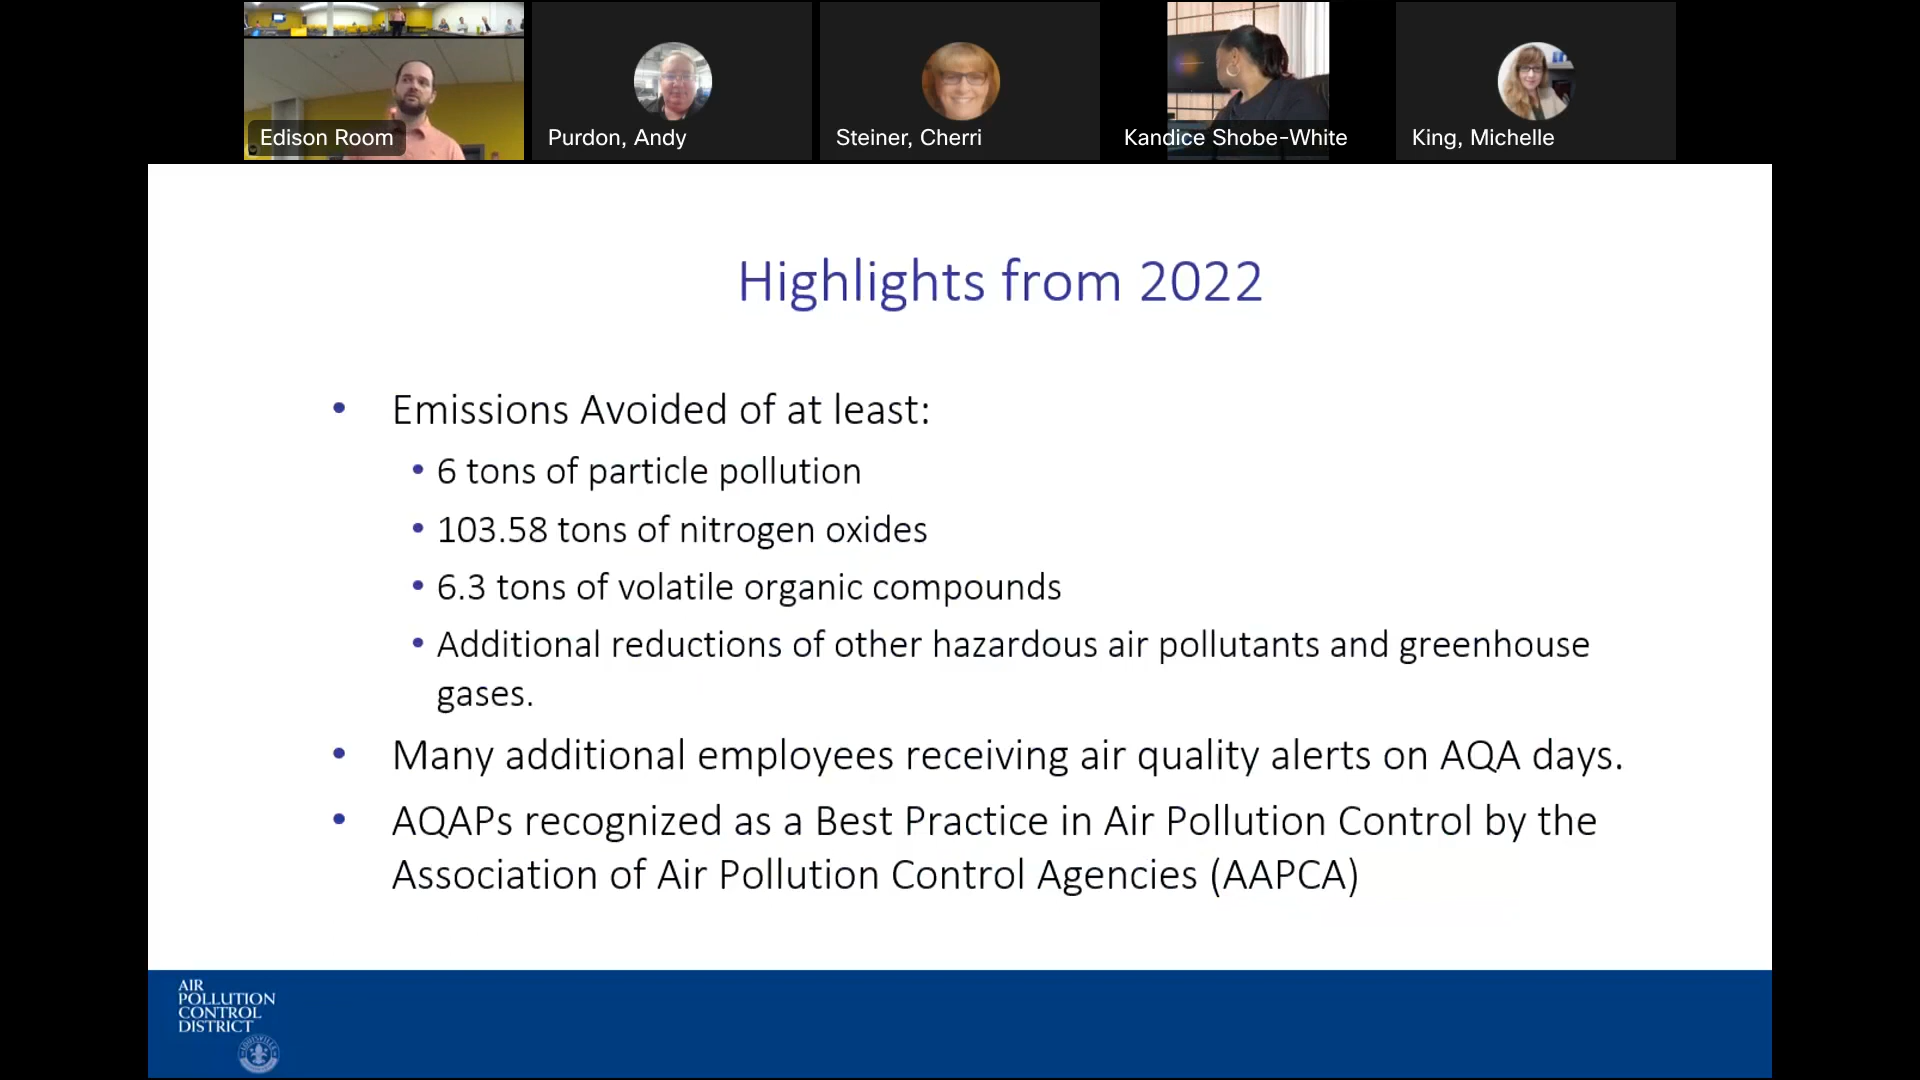 Edison Room
Purdon, Andy
Steiner, Cherri
Kandice Shobe-White
King, Michelle
Highlights from 2022
• Emissions Avoided of at least:
• 6 tons of particle pollution
• 103.58 tons of nitrogen oxides
• 6.3 tons of volatile organic compounds
• Additional reductions of other hazardous air pollutants and greenhouse
gases.
• Many additional employees receiving air quality alerts on AQA days.
• AQAPs recognized as a Best Practice in Air Pollution Control by the
Association of Air Pollution Control Agencies (AAPCA)
AIR
POLLUTION
CONTROL
DISTRICT
LOUISVILLE